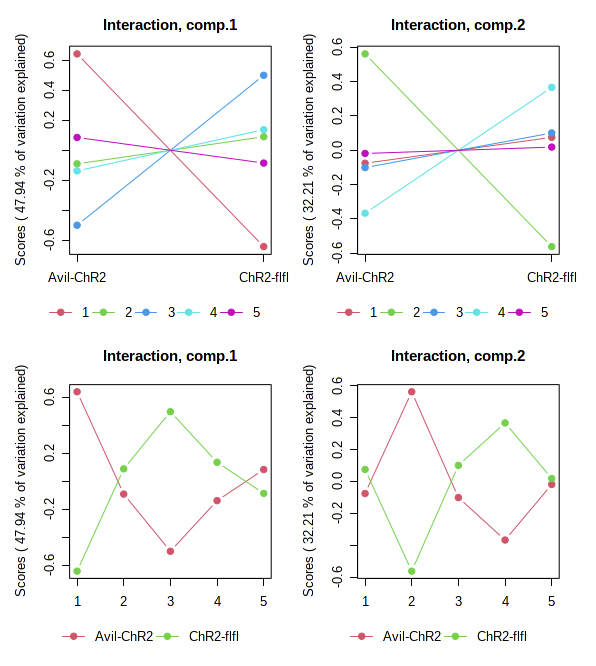 Interaction, comp.1
Scores ( 47.94 % of variation explained)
0.6
0.4
0.2
-0.2
-0.6
Avil-ChR2
ChR2-flfl
1 2 3 4 5
Interaction, comp.2
Scores ( 32.21 % of variation explained)
0.6
0.4
0.2
0.0
-0.2
-0.4
-0.6
Avil-ChR2
ChR2-flfl
1 2 3 4 5
Interaction, comp.1
Scores ( 47.94 % of variation explained)
0.6
0.2
-0.2
-0.6
1 2 3 4 5
Avil-ChR2 ChR2-flfl
Interaction, comp.2
Scores ( 32.21 % of variation explained)
0.6
0.4
0.2
0.0
-0.2
-0.6
1 2 3 4 5
Avil-ChR2 ChR2-flfl